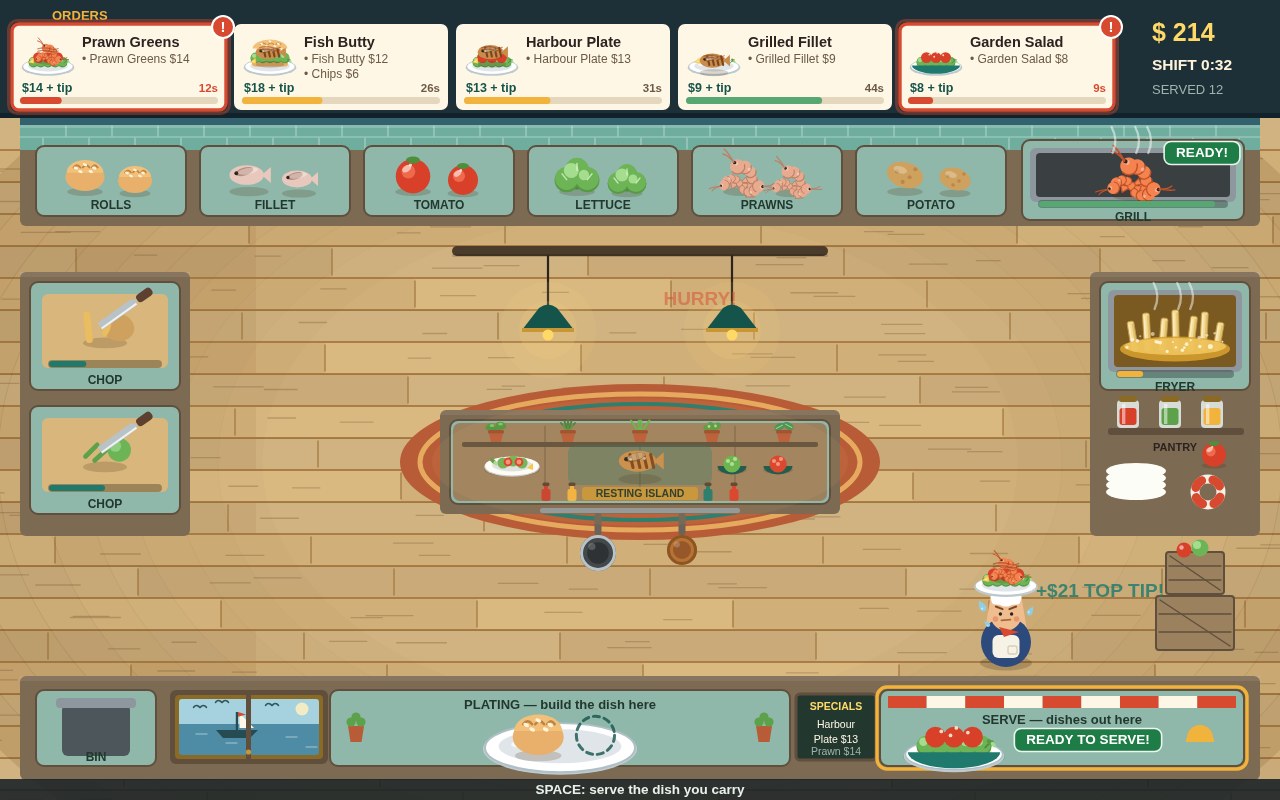 ORDERS
Prawn Greens
• Prawn Greens $14
$14 + tip
12s
!
Fish Butty
• Fish Butty $12
• Chips $6
$18 + tip
26s
Harbour Plate
• Harbour Plate $13
$13 + tip
31s
Grilled Fillet
• Grilled Fillet $9
$9 + tip
44s
Garden Salad
• Garden Salad $8
$8 + tip
9s
!
$ 214
SHIFT 0:32
SERVED 12
ROLLS
FILLET
TOMATO
LETTUCE
PRAWNS
POTATO
READY!
GRILL
HURRY!
CHOP
CHOP
FRYER
PANTRY
RESTING ISLAND
+$21 TOP TIP!
BIN
PLATING — build the dish here
SPECIALS
Harbour
Plate $13
Prawn $14
SERVE — dishes out here
READY TO SERVE!
SPACE: serve the dish you carry